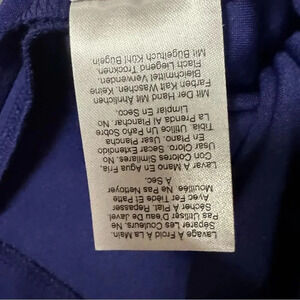 Lavage À Froid À La Main.
Séparer Les Couleurs. Ne
Pas Utiliser D'eau De Javel.
Sécher À Plat. Repasser
Avec Fer Tiède Et Patte
Mouillée. Ne Pas Nettoyer
À Sec.
Lavar A Mano En Agua Fria
Con Colores Similares. No
Usar Cloro. Secar Extendido
En Plano. Usar Plancha
Tibia. Usar Un Paño Sobre
La Prenda Al Planchar. No
Limpiar En Seco.
Mit Der Hand Mit Ähnlichen
Farben Kalt Waschen. Keine
Bleichmittel Verwenden.
Flach Liegend Trocknen.
Mit Bügeltuch Kühl Bügeln